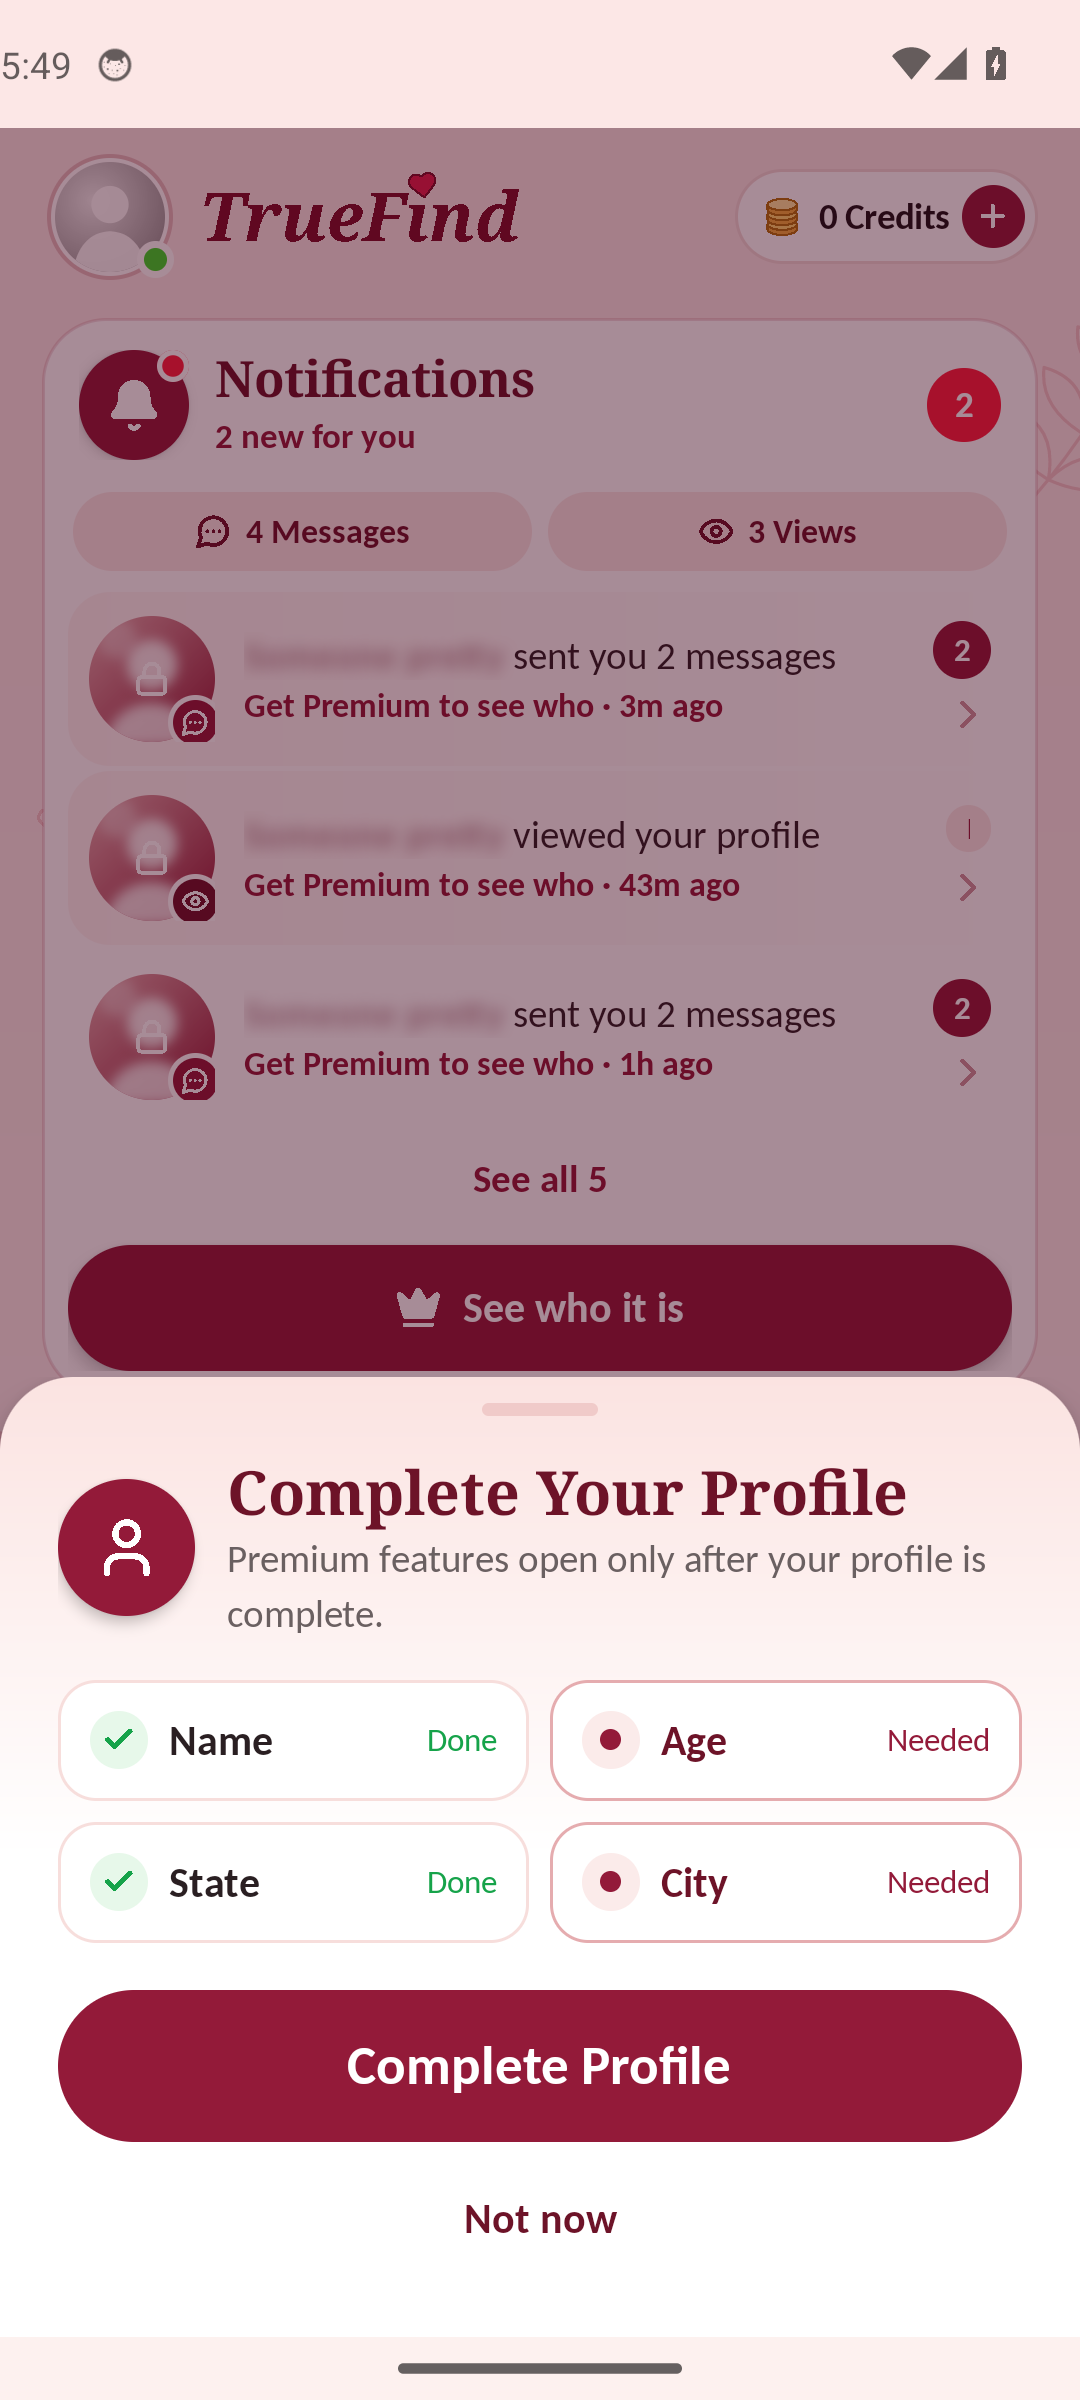 5:49
TrueFind
0 Credits
Notifications
2 new for you
2
4 Messages
3 Views
sent you 2 messages
Get Premium to see who · 3m ago
2
viewed your profile
Get Premium to see who · 43m ago
sent you 2 messages
Get Premium to see who · 1h ago
2
See all 5
See who it is
Complete Your Profile
Premium features open only after your profile is
complete.
Name Done
Age Needed
State Done
City Needed
Complete Profile
Not now